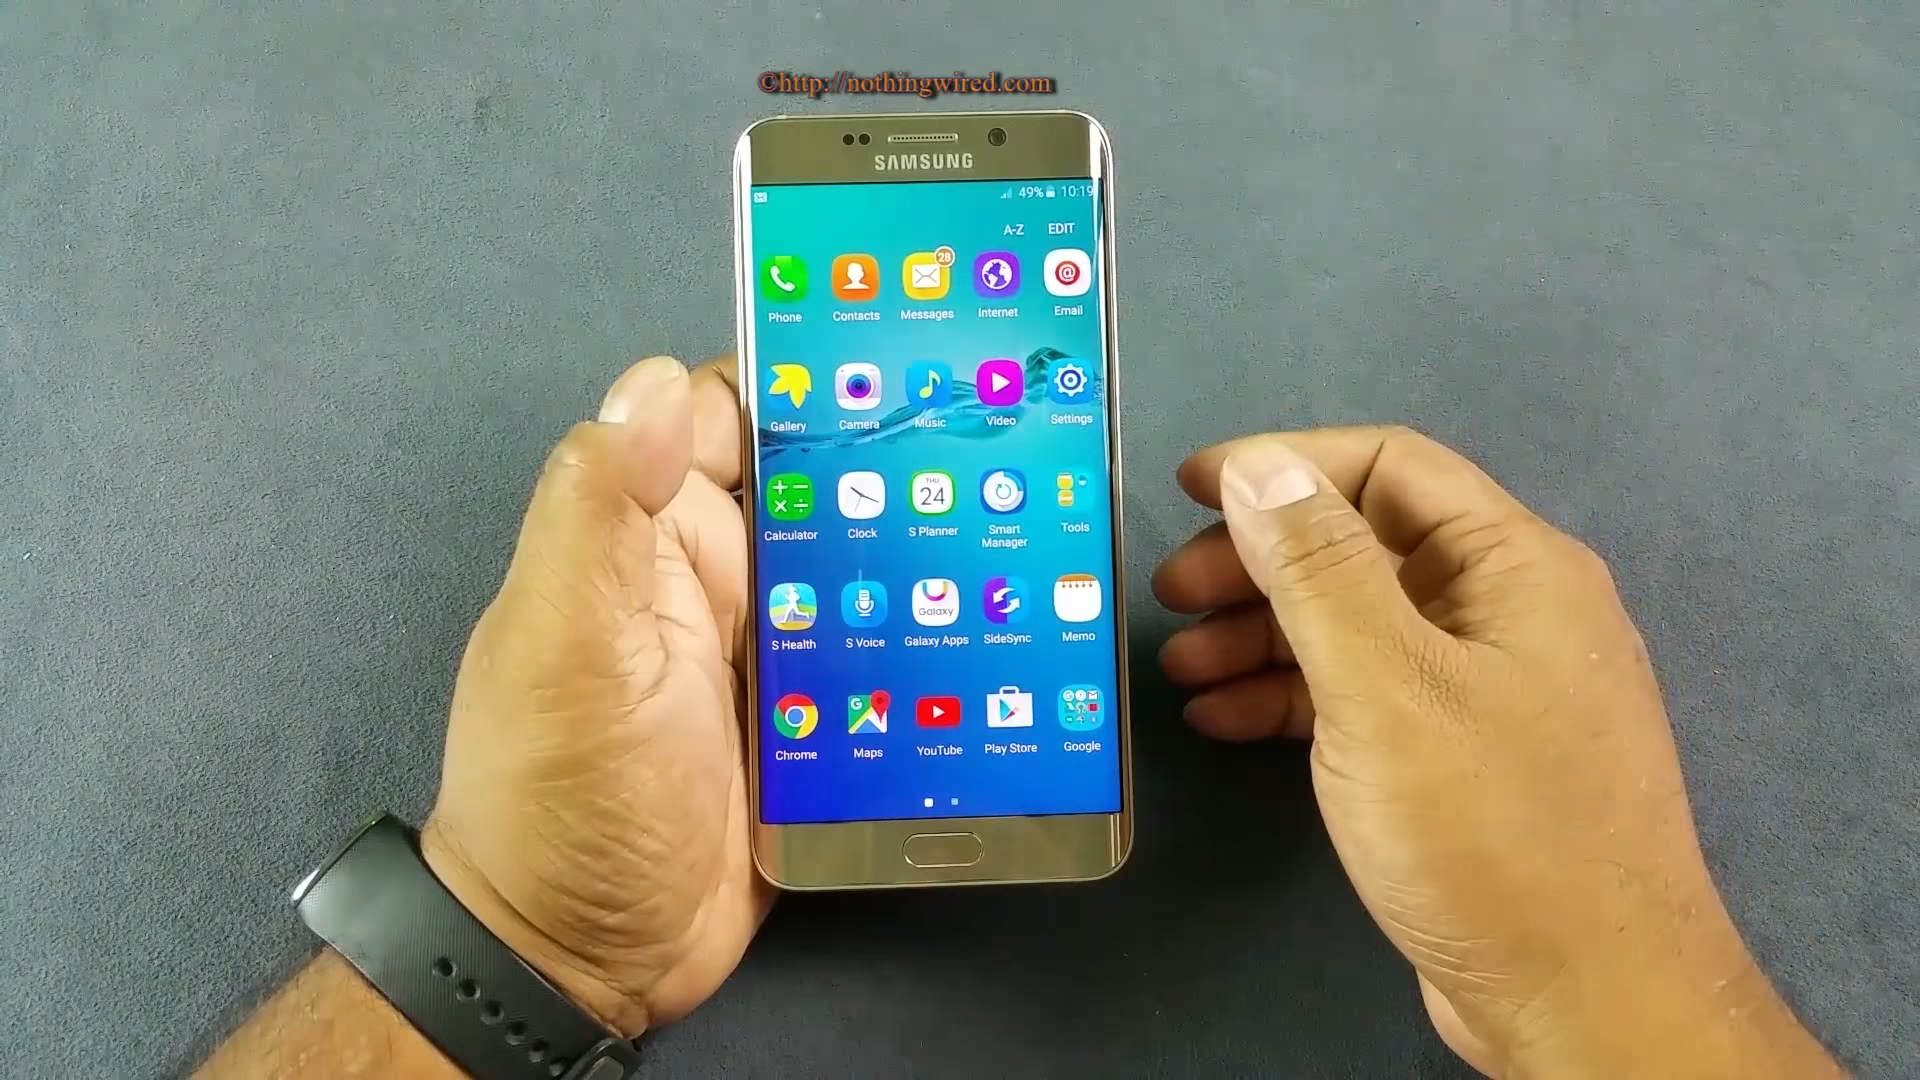 ©http://nothingwired.com
SAMSUNG
49% 10:19
A-Z EDIT
28
Phone Contacts Messages Internet Email
Gallery Camera Music Video Settings
THU
24
Calculator Clock S Planner Smart Manager Tools
Galaxy
S Health S Voice Galaxy Apps SideSync Memo
Chrome Maps YouTube Play Store Google